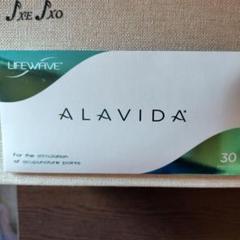 LIFEWAVE
ALAVIDA
For the stimulation
of acupuncture points
30